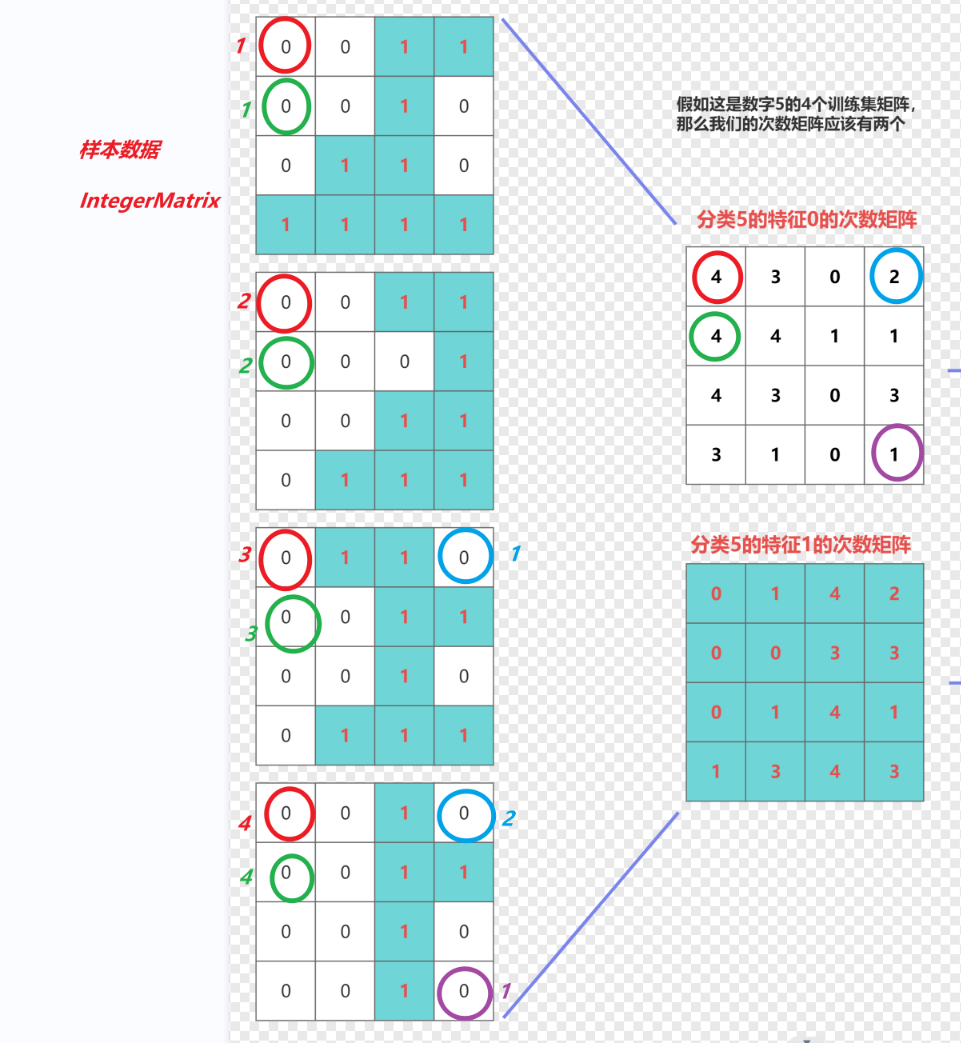 样本数据
IntegerMatrix
1
0 0 1 1
1
0 0 1 0
0 1 1 0
1 1 1 1
2
0 0 1 1
2
0 0 0 1
0 0 1 1
0 1 1 1
3
0 1 1 0
1
3
0 0 1 1
0 0 1 0
0 1 1 1
4
0 0 1 0
2
4
0 0 1 1
0 0 1 0
0 0 1 0
1
假如这是数字5的4个训练集矩阵，
那么我们的次数矩阵应该有两个
分类5的特征0的次数矩阵
4 3 0 2
4 4 1 1
4 3 0 3
3 1 0 1
分类5的特征1的次数矩阵
0 1 4 2
0 0 3 3
0 1 4 1
1 3 4 3